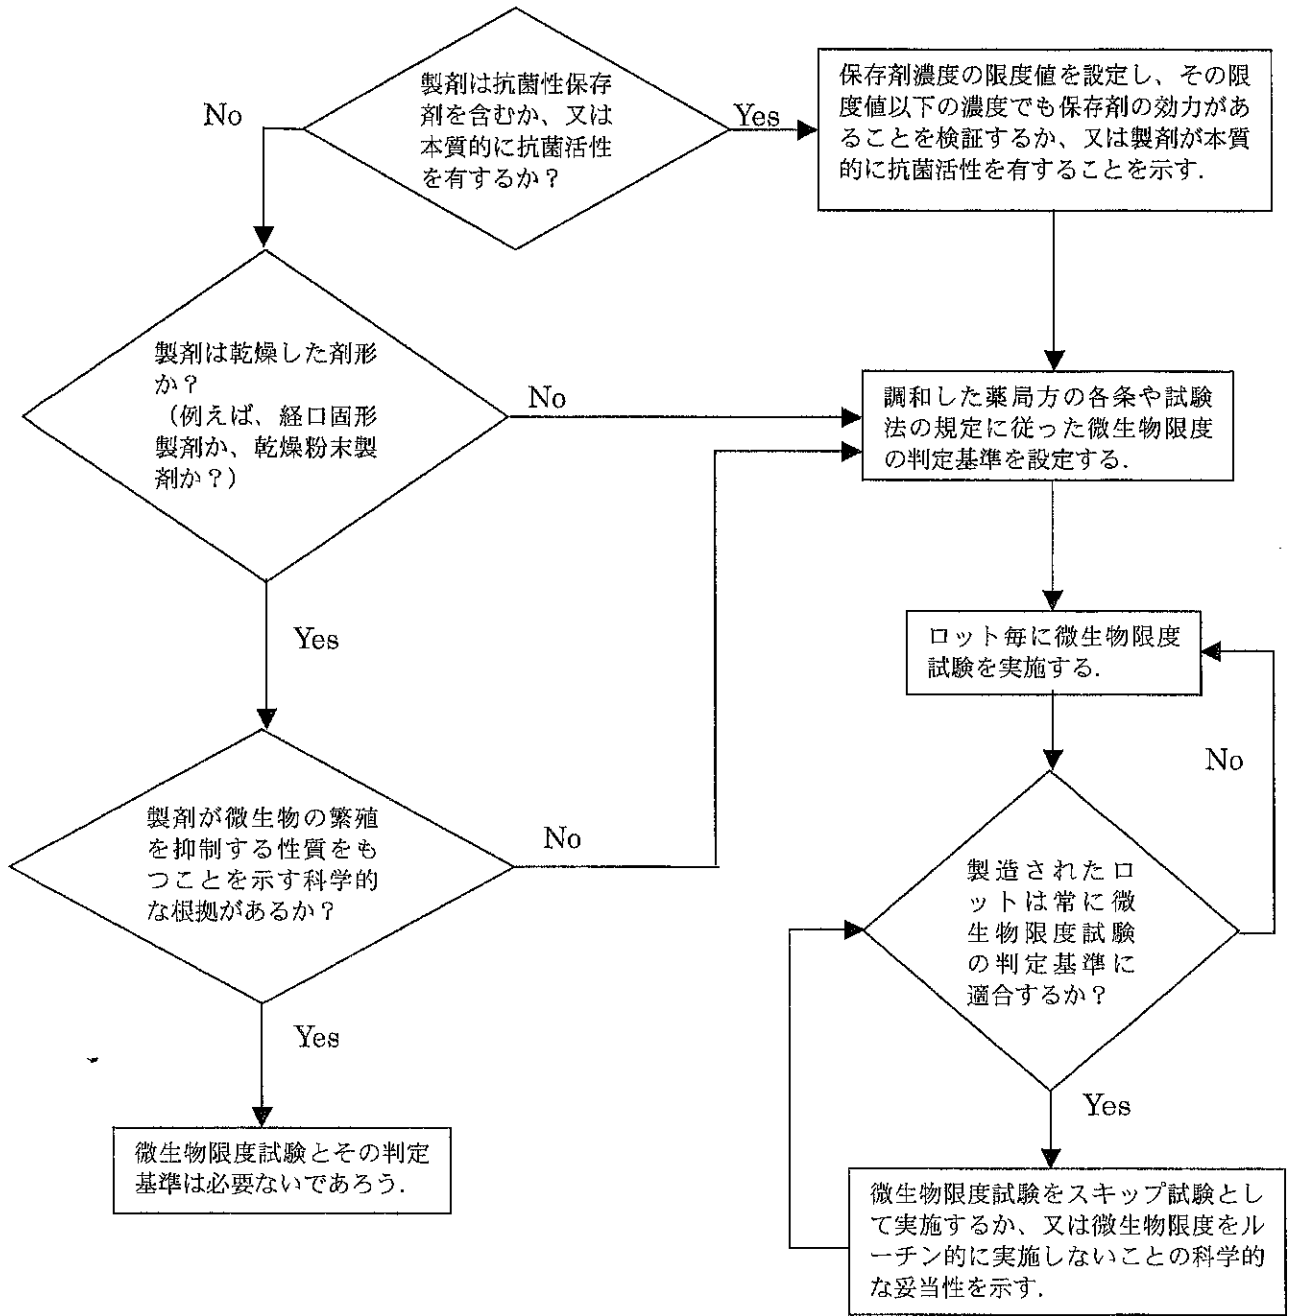 製剤は抗菌性保存
剤を含むか、又は
本質的に抗菌活性
を有するか？
No
Yes
保存剤濃度の限度値を設定し、その限
度値以下の濃度でも保存剤の効力があ
ることを検証するか、又は製剤が本質
的に抗菌活性を有することを示す.
製剤は乾燥した剤形
か？
（例えば、経口固形
製剤か、乾燥粉末製
剤か？）
No
Yes
調和した薬局方の各条や試験
法の規定に従った微生物限度
の判定基準を設定する.
ロット毎に微生物限度
試験を実施する.
製剤が微生物の繁殖
を抑制する性質をも
つことを示す科学的
な根拠があるか？
No
Yes
製造されたロ
ットは常に微
生物限度試験
の判定基準に
適合するか？
No
Yes
微生物限度試験とその判定
基準は必要ないであろう.
微生物限度試験をスキップ試験とし
て実施するか、又は微生物限度をル
ーチン的に実施しないことの科学的
な妥当性を示す.